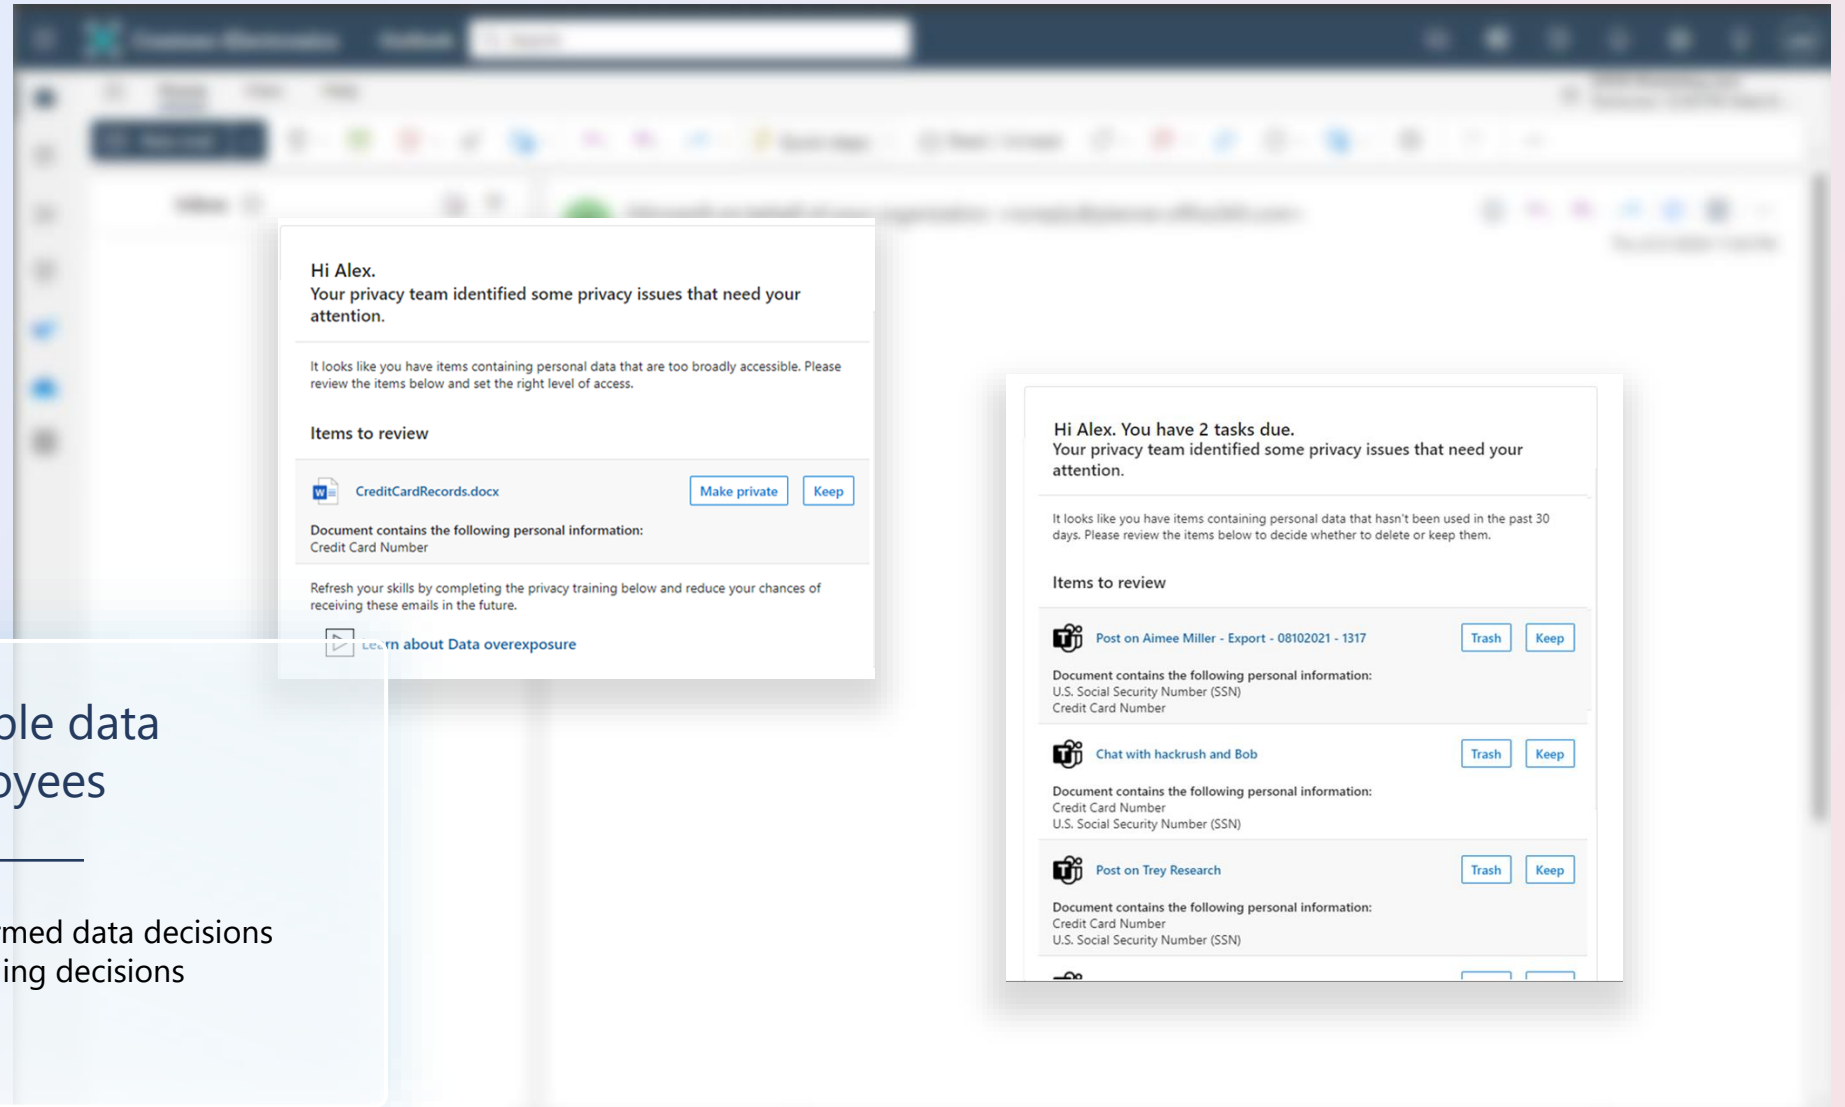 Hi Alex.
Your privacy team identified some privacy issues that need your
attention.
It looks like you have items containing personal data that are too broadly accessible. Please
review the items below and set the right level of access.
Items to review
CreditCardRecords.docx
Make private
Keep
Document contains the following personal information:
Credit Card Number
Refresh your skills by completing the privacy training below and reduce your chances of
receiving these emails in the future.
Learn about Data overexposure
Hi Alex. You have 2 tasks due.
Your privacy team identified some privacy issues that need your
attention.
It looks like you have items containing personal data that hasn't been used in the past 30
days. Please review the items below to decide whether to delete or keep them.
Items to review
Post on Aimee Miller - Export - 08102021 - 1317
Trash
Keep
Document contains the following personal information:
U.S. Social Security Number (SSN)
Credit Card Number
Chat with hackrush and Bob
Trash
Keep
Document contains the following personal information:
Credit Card Number
U.S. Social Security Number (SSN)
Post on Trey Research
Trash
Keep
Document contains the following personal information:
Credit Card Number
U.S. Social Security Number (SSN)
data
decisions
data decisions